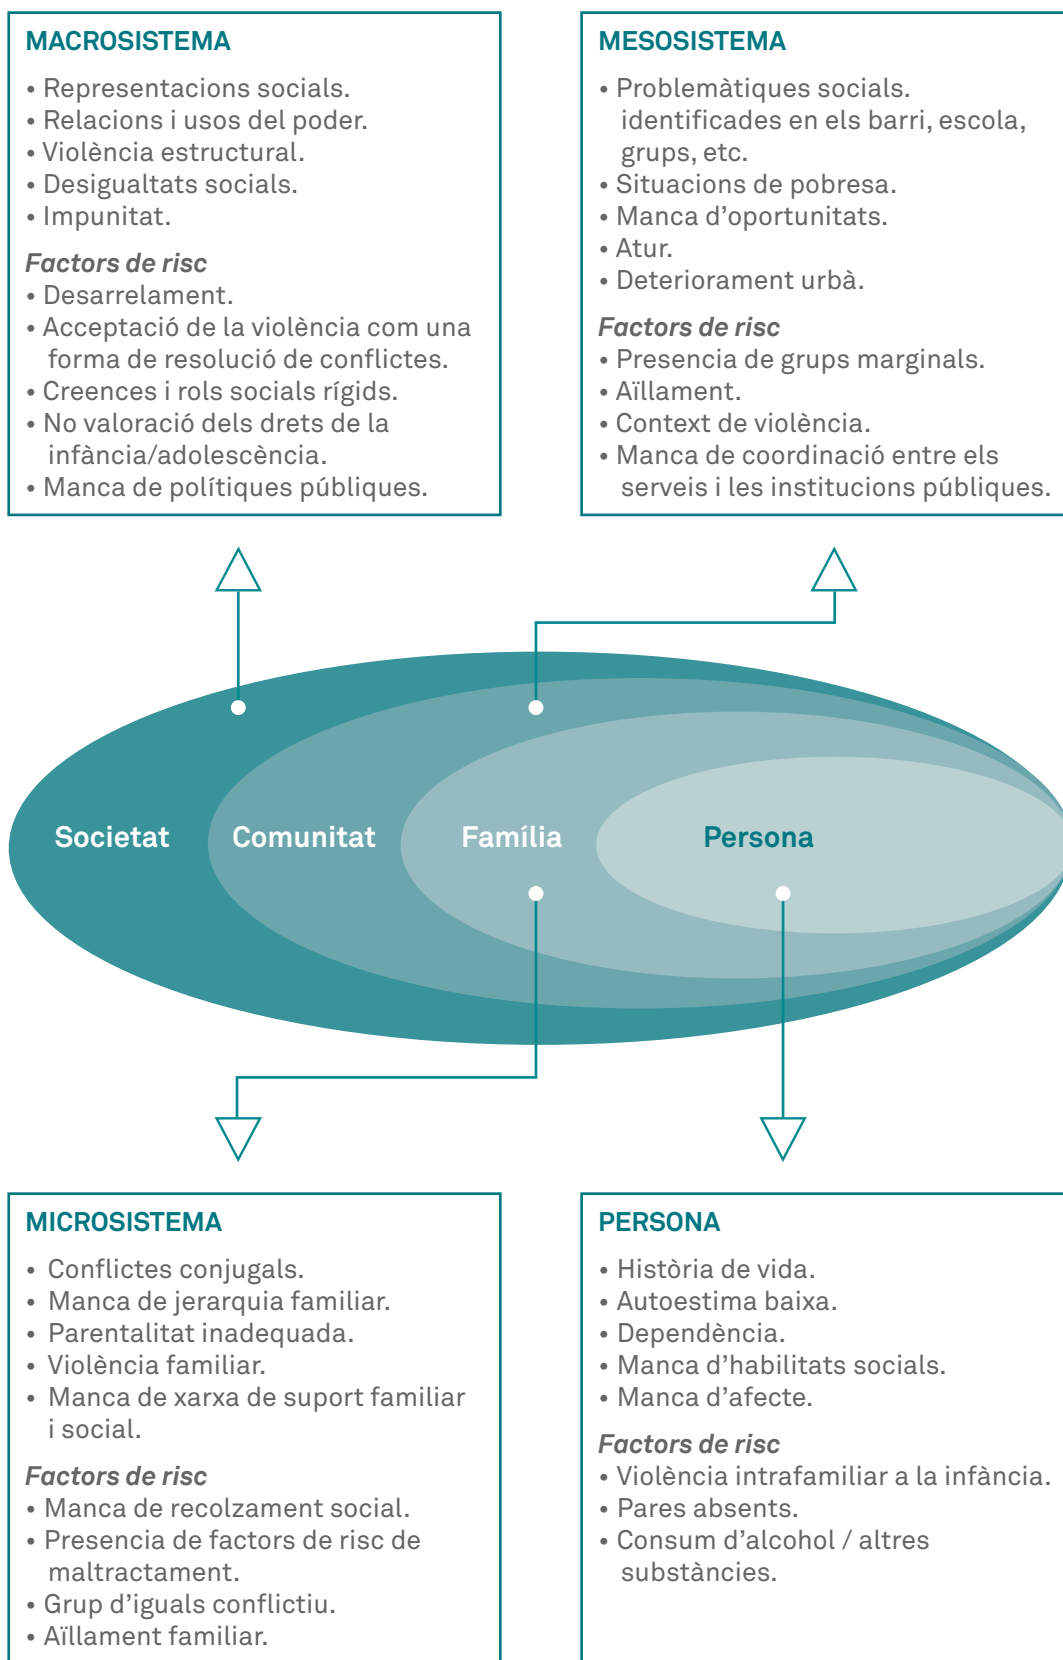 MACROSISTEMA
• Representacions socials.
• Relacions i usos del poder.
• Violència estructural.
• Desigualtats socials.
• Impunitat.
Factors de risc
• Desarrelament.
• Acceptació de la violència com una
forma de resolució de conflictes.
• Creences i rols socials rígids.
• No valoració dels drets de la
infància/adolescència.
• Manca de polítiques públiques.
MESOSISTEMA
• Problemàtiques socials.
identificades en els barri, escola,
grups, etc.
• Situacions de pobresa.
• Manca d’oportunitats.
• Atur.
• Deteriorament urbà.
Factors de risc
• Presencia de grups marginals.
• Aïllament.
• Context de violència.
• Manca de coordinació entre els
serveis i les institucions públiques.
Societat
Comunitat
Família
Persona
MICROSISTEMA
• Conflictes conjugals.
• Manca de jerarquia familiar.
• Parentalitat inadequada.
• Violència familiar.
• Manca de xarxa de suport familiar
i social.
Factors de risc
• Manca de recolzament social.
• Presencia de factors de risc de
maltractament.
• Grup d’iguals conflictiu.
• Aïllament familiar.
PERSONA
• Història de vida.
• Autoestima baixa.
• Dependència.
• Manca d’habilitats socials.
• Manca d’afecte.
Factors de risc
• Violència intrafamiliar a la infància.
• Pares absents.
• Consum d’alcohol / altres
substàncies.